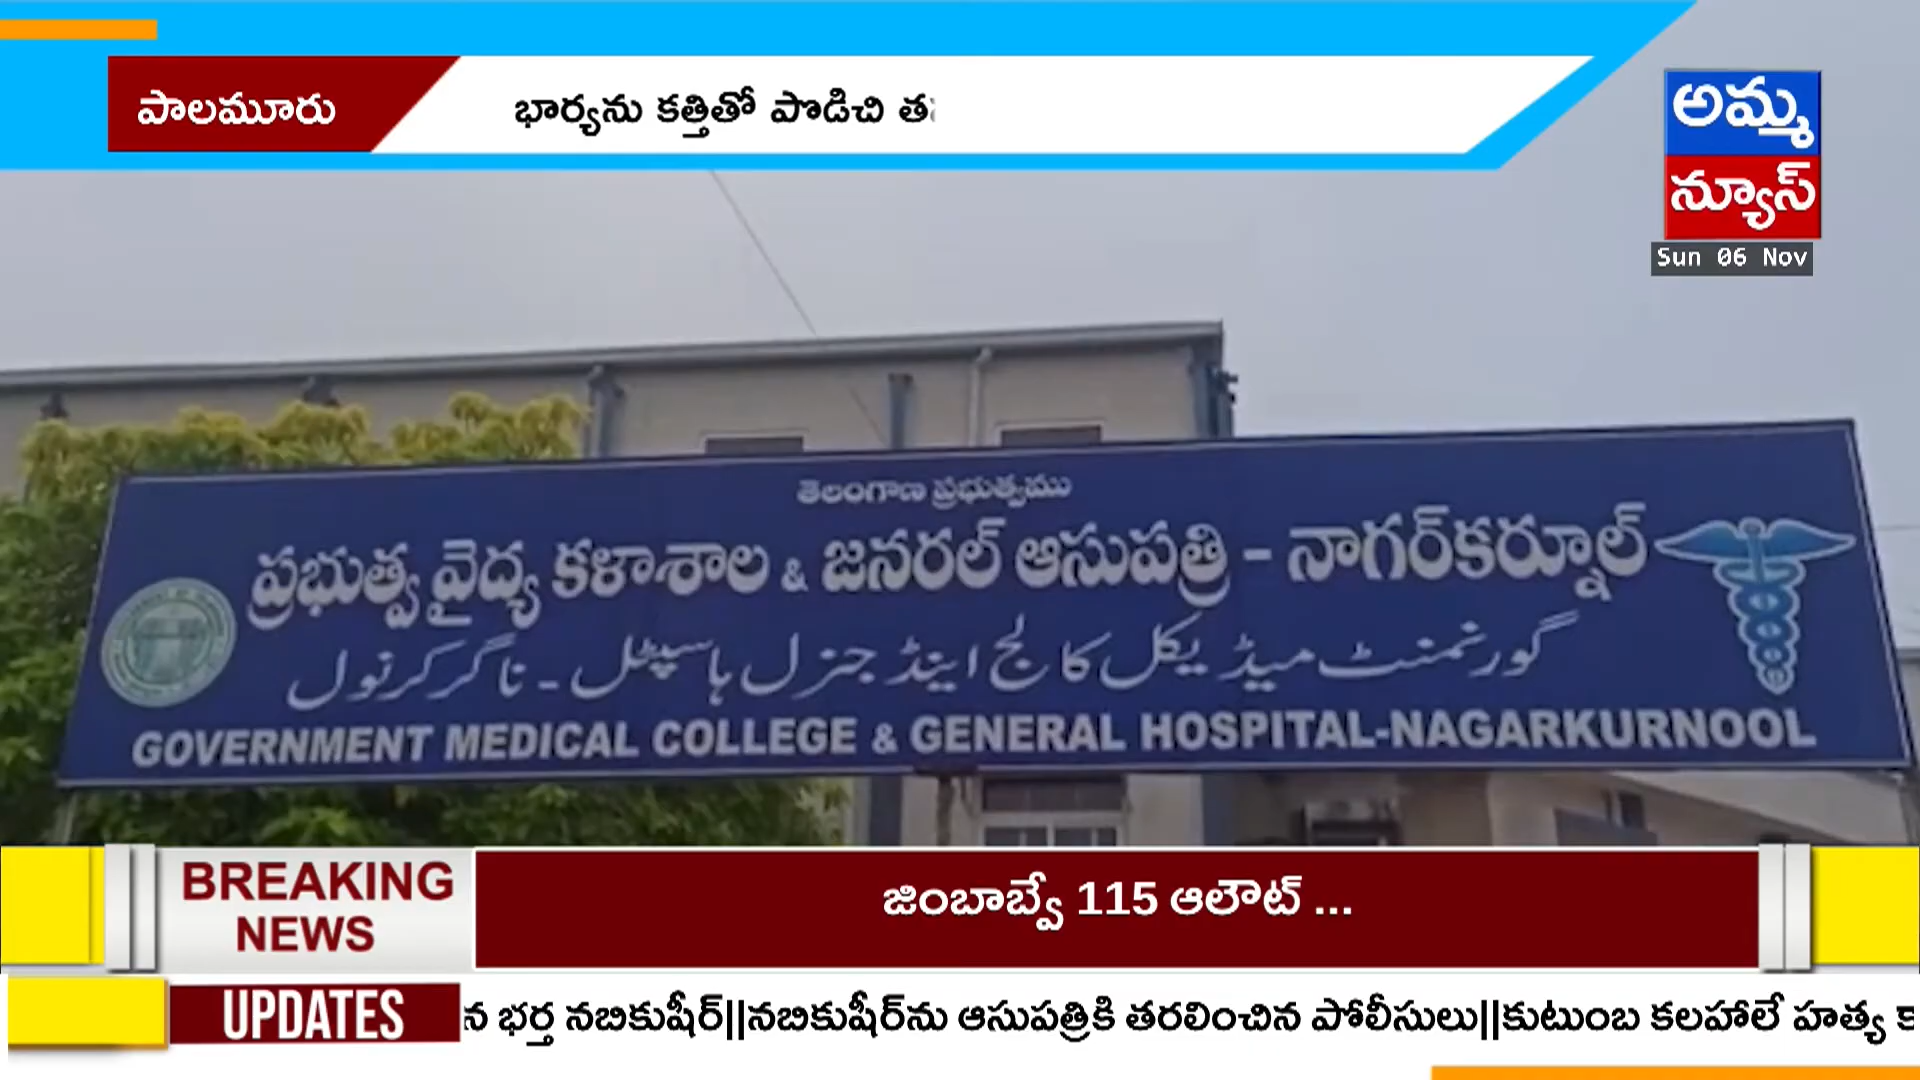 పాలమూరు
భార్యను కత్తితో పొడిచి
అమ్మ
న్యూస్
Sun 06 Nov
తెలంగాణ ప్రభుత్వము
ప్రభుత్వ వైద్య కళాశాల & జనరల్ ఆసుపత్రి - నాగర్‌కర్నూల్
گورنمنٹ میڈیکل کالج اینڈ جنرل ہاسپٹل - ناگرکرنول
GOVERNMENT MEDICAL COLLEGE & GENERAL HOSPITAL-NAGARKURNOOL
BREAKING
NEWS
జింబాబ్వే 115 ఆలౌట్ ...
UPDATES
న భర్త నబికుషీర్||నబికుషీర్‌ను ఆసుపత్రికి తరలించిన పోలీసులు||కుటుంబ కలహాలే హత్య